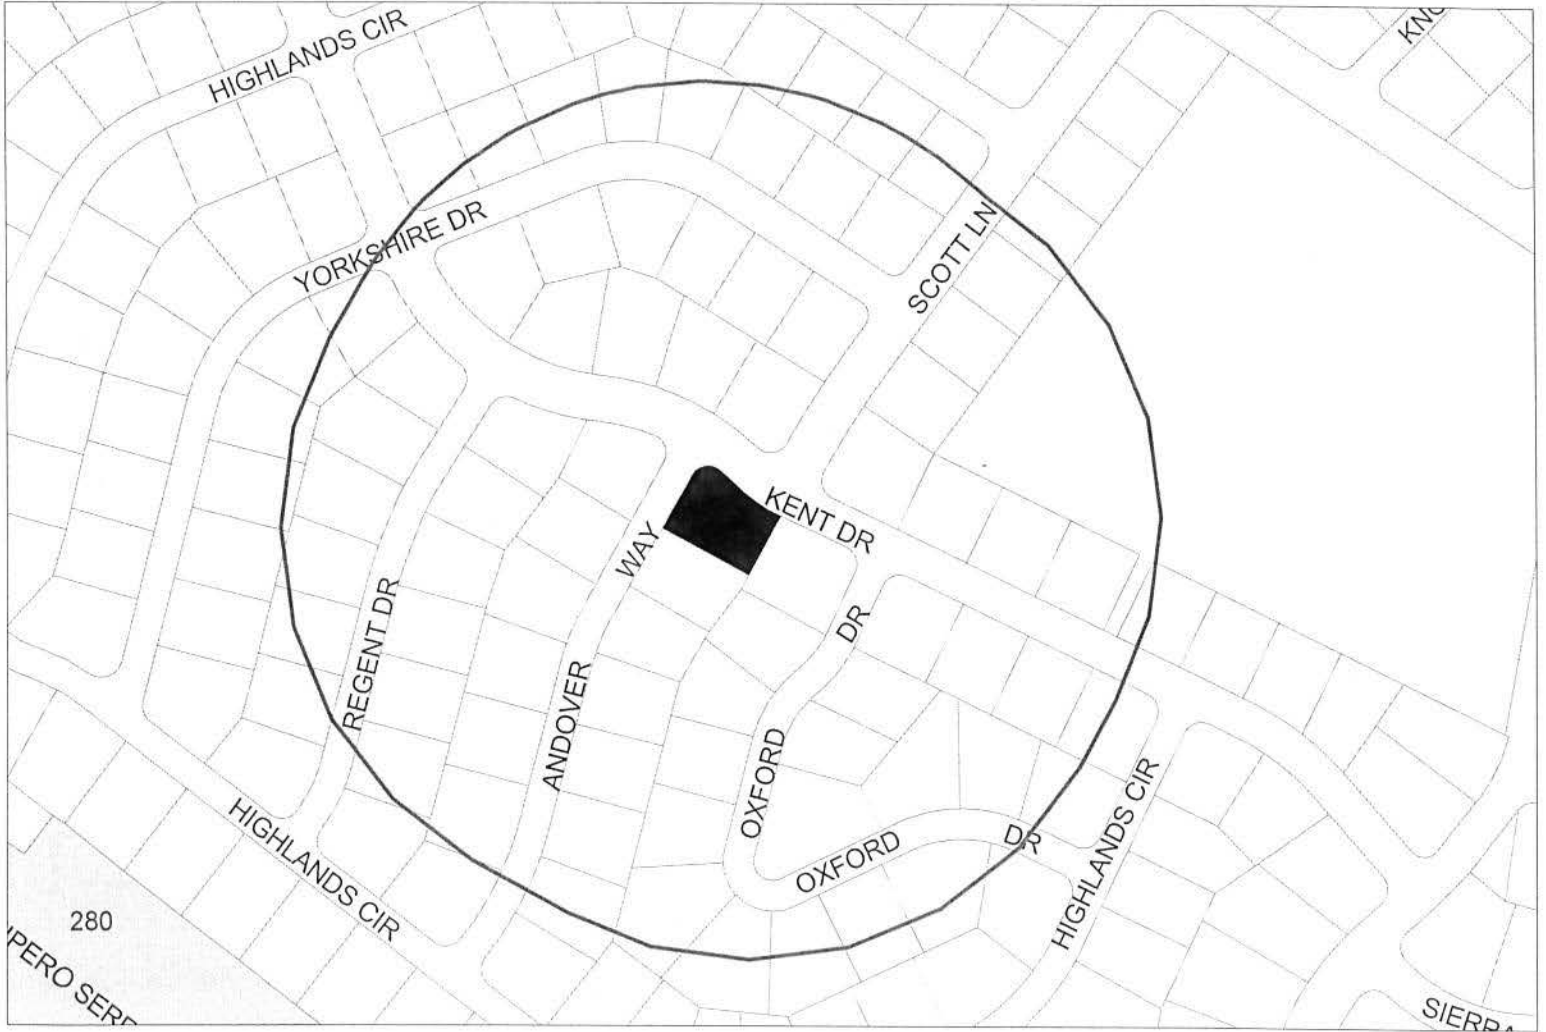 HIGHLANDS CIR
YORKSHIRE DR
SCOTT LN
KENT DR
WAY
ANDOVER
REGENT DR
DR
OXFORD
OXFORD
DR
HIGHLANDS CIR
HIGHLANDS CIR
280
SIERRA